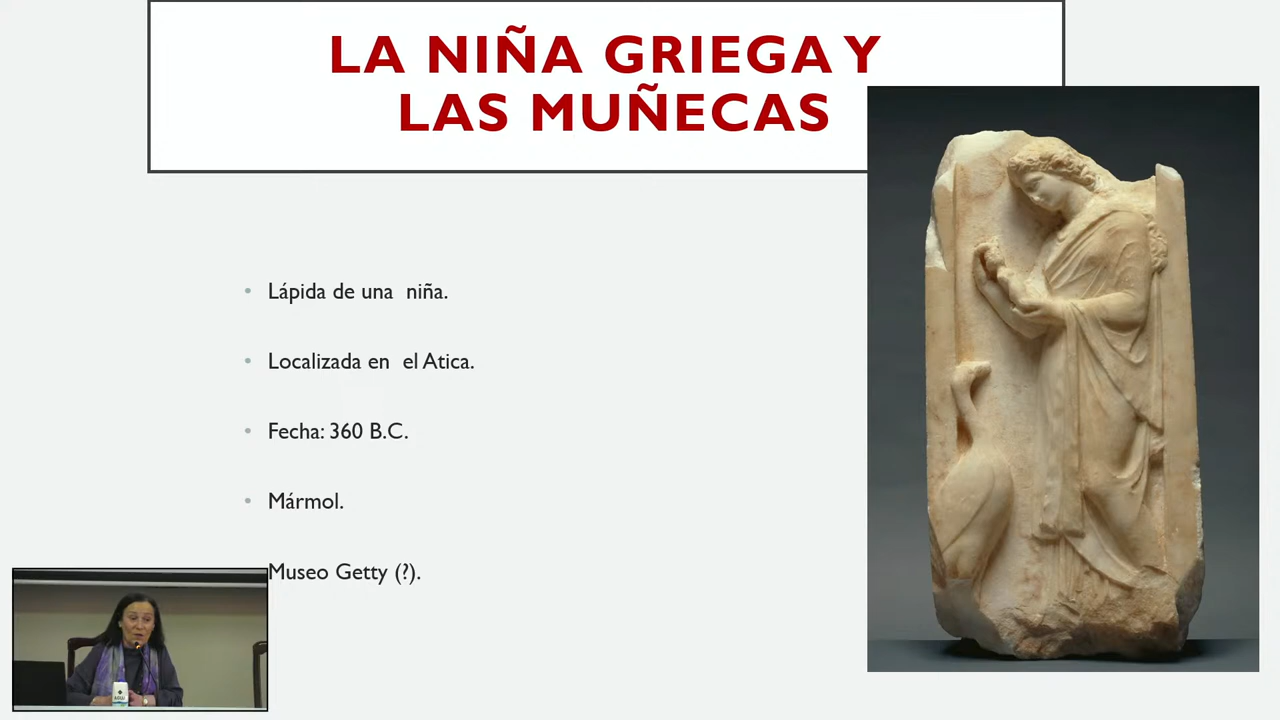 LA NIÑA GRIEGA Y
LAS MUÑECAS
Lápida de una niña.
Localizada en el Atica.
Fecha: 360 B.C.
Mármol.
Museo Getty (?).